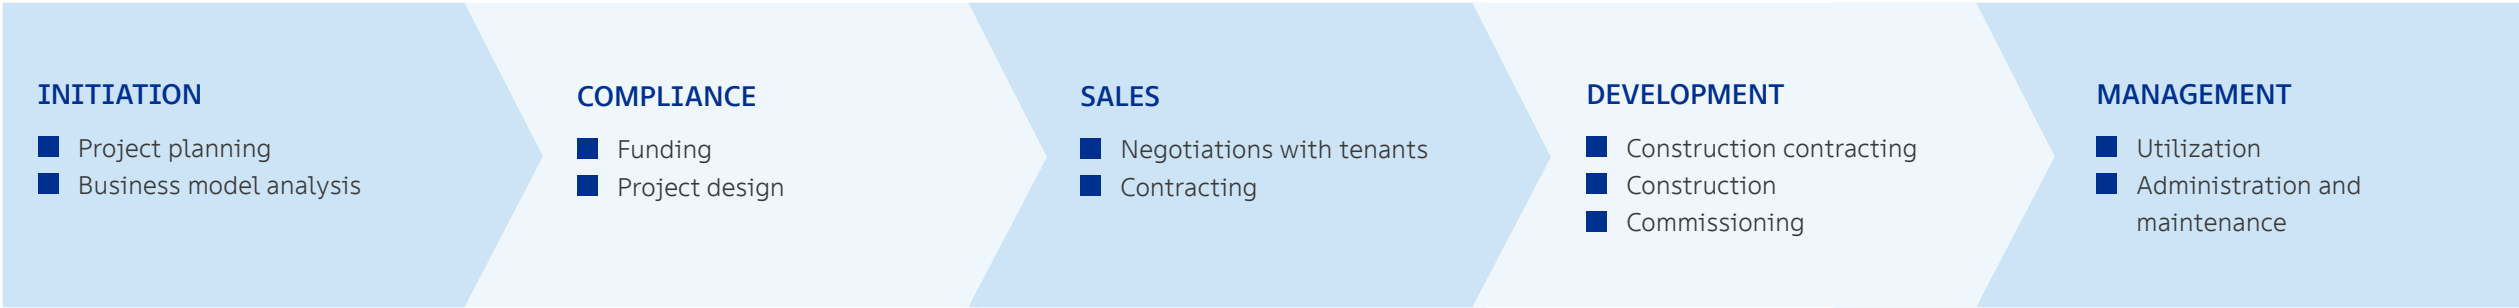 INITIATION
Project planning
Business model analysis
COMPLIANCE
Funding
Project design
SALES
Negotiations with tenants
Contracting
DEVELOPMENT
Construction contracting
Construction
Commissioning
MANAGEMENT
Utilization
Administration and
maintenance